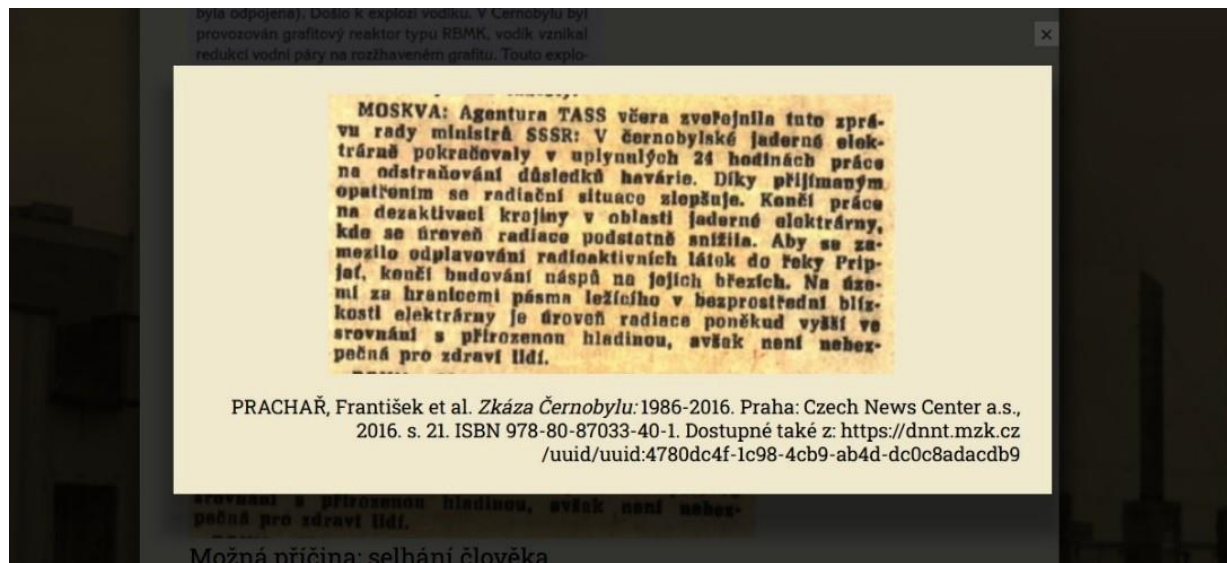 byla odpojena). Došlo k explozi vodíku. V Černobylu byl
provozován grafitový reaktor typu RBMK, vodík vznikal
redukcí vodní páry na rozžhaveném grafitu. Touto explo-
MOSKVA: Agentura TASS včera zveřejnila tuto zprá-
vu rady ministrů SSSR: V černobylské jaderné elek-
trárně pokračovaly v uplynulých 24 hodinách práce
na odstraňování důsledků havárie. Díky přijímaným
opatřením se radiační situace zlepšuje. Končí práce
na dezaktivaci krajiny v oblasti jaderné elektrárny,
kde se úroveň radiace podstatně snížila. Aby se za-
mezilo odplavování radioaktivních látek do řeky Prip-
jať, končí budování náspů na jejích březích. Na úze-
mí za hranicemi pásma ležícího v bezprostřední blíz-
kosti elektrárny je úroveň radiace poněkud vyšší ve
srovnání s přirozenou hladinou, avšak není nebez-
pečná pro zdraví lidí.
PRACHAŘ, František et al. Zkáza Černobylu: 1986-2016. Praha: Czech News Center a.s.,
2016. s. 21. ISBN 978-80-87033-40-1. Dostupné také z: https://dnnt.mzk.cz
/uuid/uuid:4780dc4f-1c98-4cb9-ab4d-dc0c8adacdb9
srovnání s přirozenou hladinou, avšak není nebez-
pečná pro zdraví lidí.
Možná příčina: selhání člověka